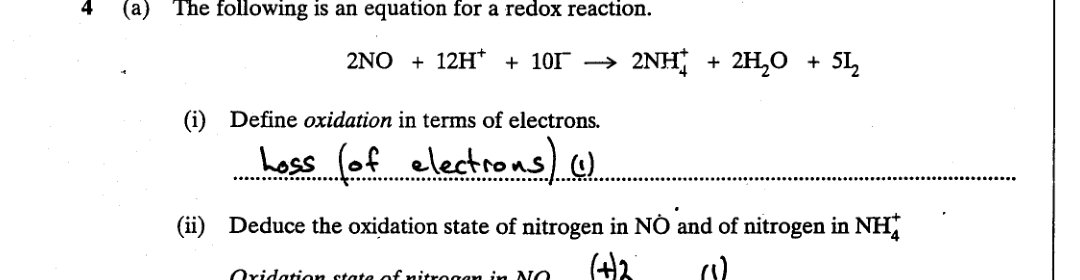 4 (a) The following is an equation for a redox reaction.
2NO + 12H⁺ + 10I⁻ → 2NH₄⁺ + 2H₂O + 5I₂
(i) Define oxidation in terms of electrons.
Loss (of electrons) (1)
(ii) Deduce the oxidation state of nitrogen in NO and of nitrogen in NH₄⁺
Oxidation state of nitrogen in NO (+)2 (1)